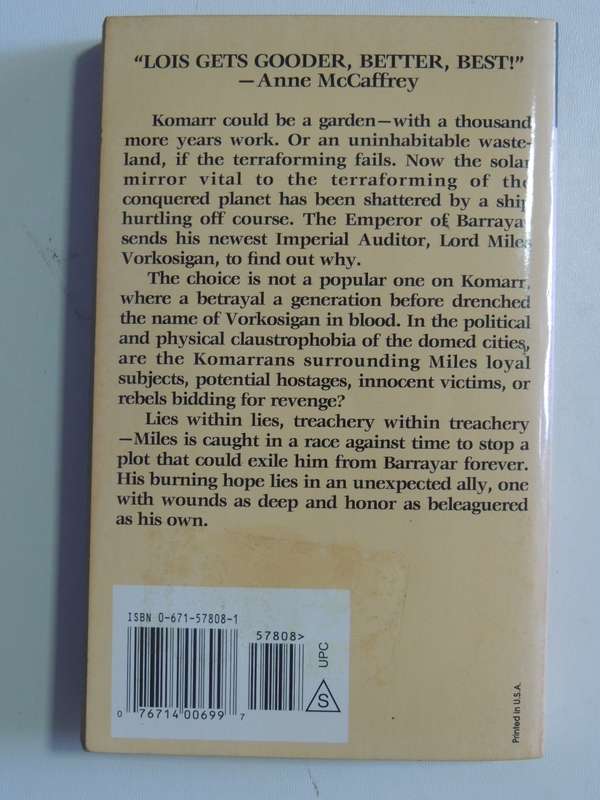 “LOIS GETS GOODER, BETTER, BEST!”
—Anne McCaffrey
Komarr could be a garden—with a thousand
more years work. Or an uninhabitable waste-
land, if the terraforming fails. Now the solar
mirror vital to the terraforming of the
conquered planet has been shattered by a ship
hurtling off course. The Emperor of Barrayar
sends his newest Imperial Auditor, Lord Miles
Vorkosigan, to find out why.
The choice is not a popular one on Komarr,
where a betrayal a generation before drenched
the name of Vorkosigan in blood. In the political
and physical claustrophobia of the domed cities,
are the Komarrans surrounding Miles loyal
subjects, potential hostages, innocent victims, or
rebels bidding for revenge?
Lies within lies, treachery within treachery
—Miles is caught in a race against time to stop a
plot that could exile him from Barrayar forever.
His burning hope lies in an unexpected ally, one
with wounds as deep and honor as beleaguered
as his own.
ISBN 0-671-57808-1
57808>
UPC
S
0 76714 00699 7
Printed in U.S.A.